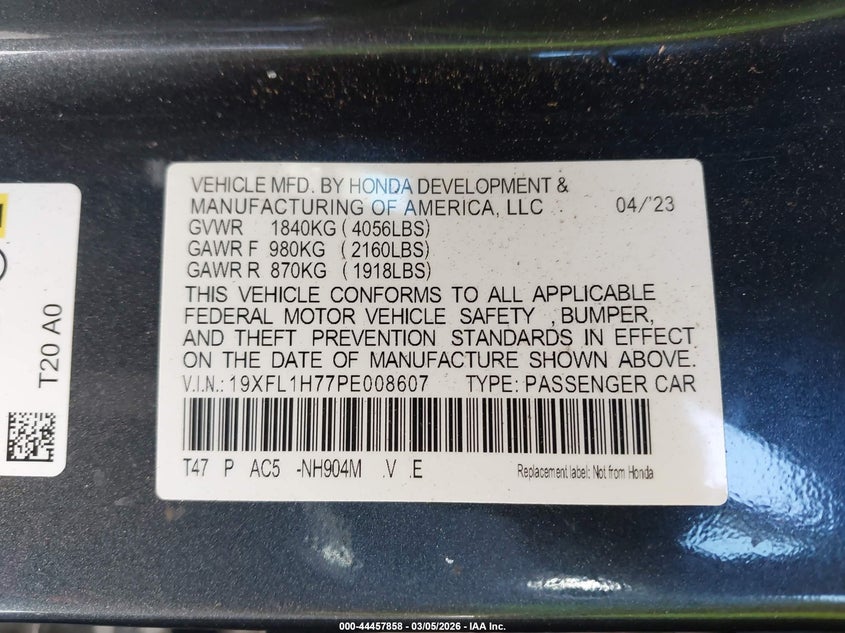 VEHICLE MFD. BY HONDA DEVELOPMENT &
MANUFACTURING OF AMERICA, LLC 04/'23
GVWR 1840KG (4056LBS)
GAWR F 980KG (2160LBS)
GAWR R 870KG (1918LBS)
THIS VEHICLE CONFORMS TO ALL APPLICABLE
FEDERAL MOTOR VEHICLE SAFETY , BUMPER,
AND THEFT PREVENTION STANDARDS IN EFFECT
ON THE DATE OF MANUFACTURE SHOWN ABOVE.
V.I.N.: 19XFL1H77PE008607 TYPE: PASSENGER CAR
T47 P AC5 -NH904M .V .E
Replacement label: Not from Honda
T20 A0
000-44457858 - 03/05/2026 - IAA Inc.